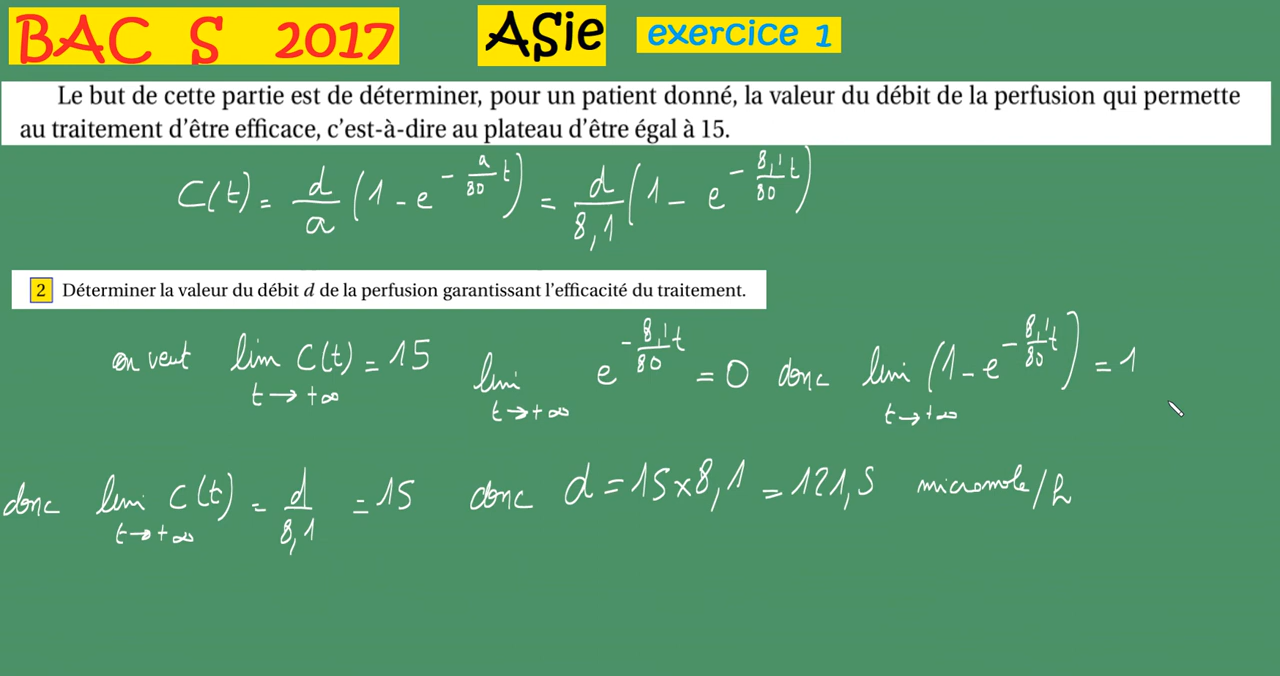 BAC S 2017 ASie exercice 1
Le but de cette partie est de déterminer, pour un patient donné, la valeur du débit de la perfusion qui permette
au traitement d'être efficace, c'est-à-dire au plateau d'être égal à 15.
C(t) = d/a (1 - e^(-a/80 t)) = d/8,1 (1 - e^(-8,1/80 t))
2 Déterminer la valeur du débit d de la perfusion garantissant l'efficacité du traitement.
on veut lim t→+∞ C(t) = 15 lim t→+∞ e^(-8,1/80 t) = 0 donc lim t→+∞ (1 - e^(-8,1/80 t)) = 1
donc lim t→+∞ C(t) = d/8,1 = 15 donc d = 15×8,1 = 121,5 micromole/h